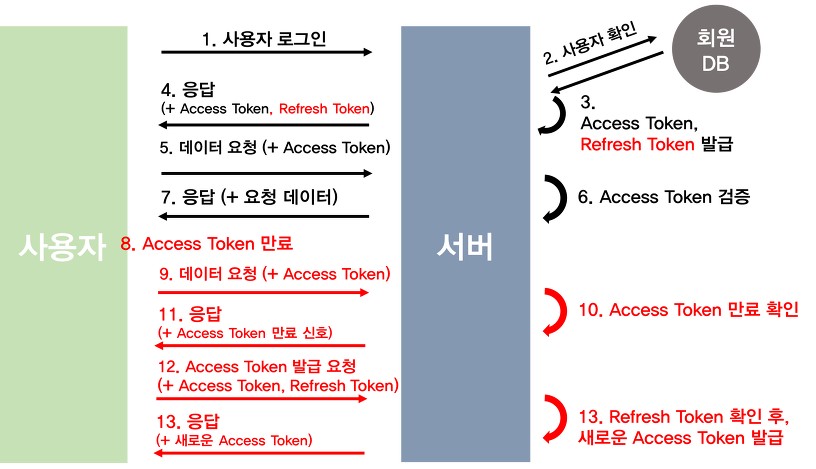 1. 사용자 로그인
2. 사용자 확인
회원
DB
3.
Access Token,
Refresh Token 발급
4. 응답
(+ Access Token, Refresh Token)
5. 데이터 요청 (+ Access Token)
6. Access Token 검증
7. 응답 (+ 요청 데이터)
사용자
서버
8. Access Token 만료
9. 데이터 요청 (+ Access Token)
10. Access Token 만료 확인
11. 응답
(+ Access Token 만료 신호)
12. Access Token 발급 요청
(+ Access Token, Refresh Token)
13. Refresh Token 확인 후,
새로운 Access Token 발급
13. 응답
(+ 새로운 Access Token)